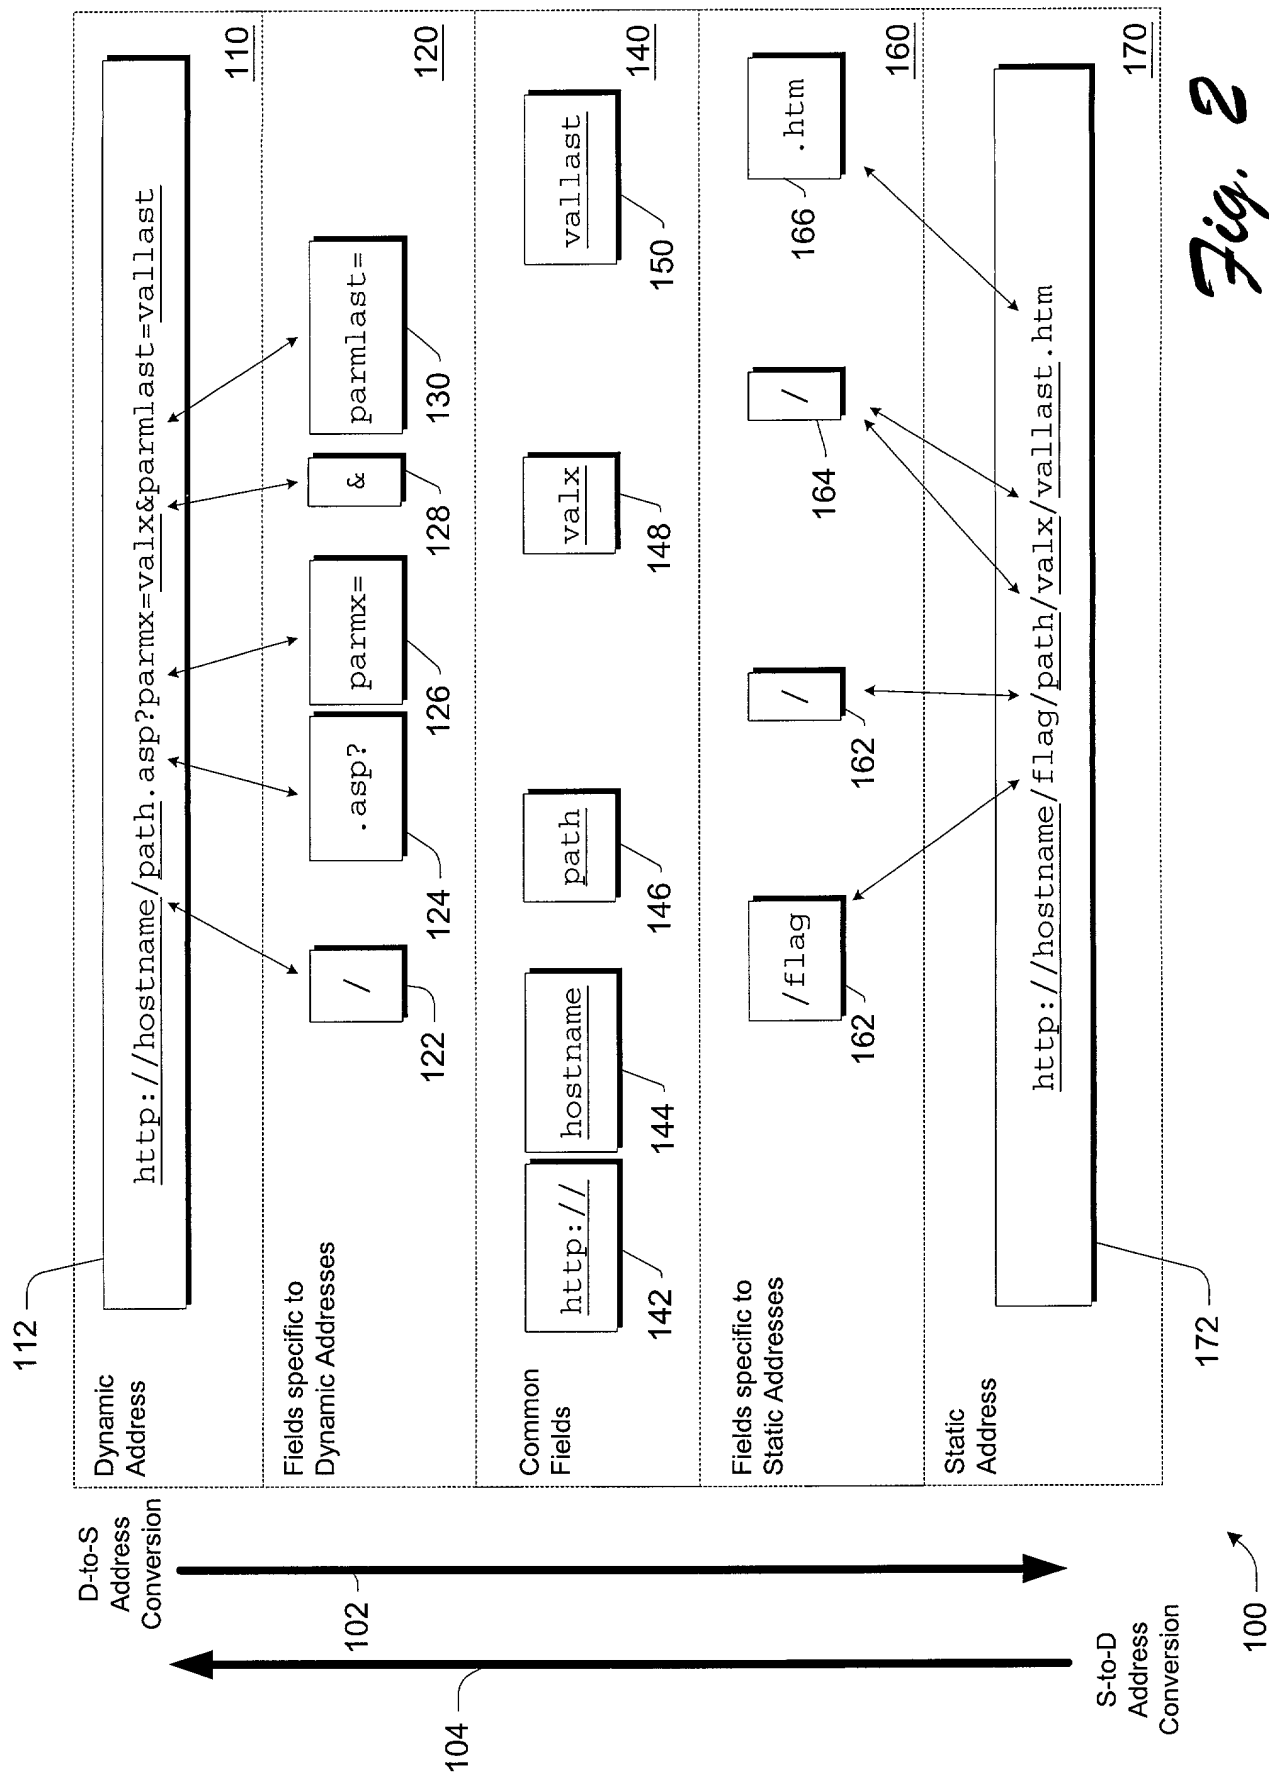 D-to-S
Address
Conversion
102
104
S-to-D
Address
Conversion
100
112
Dynamic
Address
http://hostname/path.asp?parmx=valx&parmlast=vallast
110
Fields specific to
Dynamic Addresses
/
.asp?
parmx=
&
parmlast=
122
124
126
128
130
120
Common
Fields
http://
hostname
path
valx
vallast
142
144
146
148
150
140
Fields specific to
Static Addresses
/flag
/
/
.htm
162
162
164
166
160
Static
Address
http://hostname/flag/path/valx/vallast.htm
172
170
Fig. 2